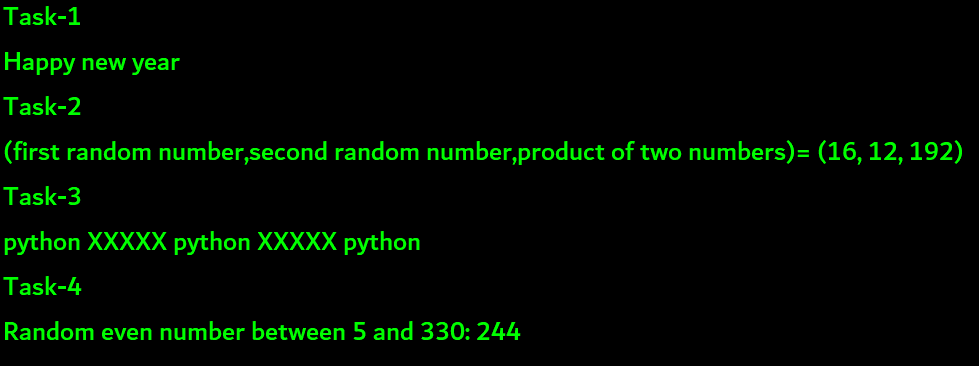 Task-1
Happy new year
Task-2
(first random number,second random number,product of two numbers)= (16, 12, 192)
Task-3
python XXXXX python XXXXX python
Task-4
Random even number between 5 and 330: 244